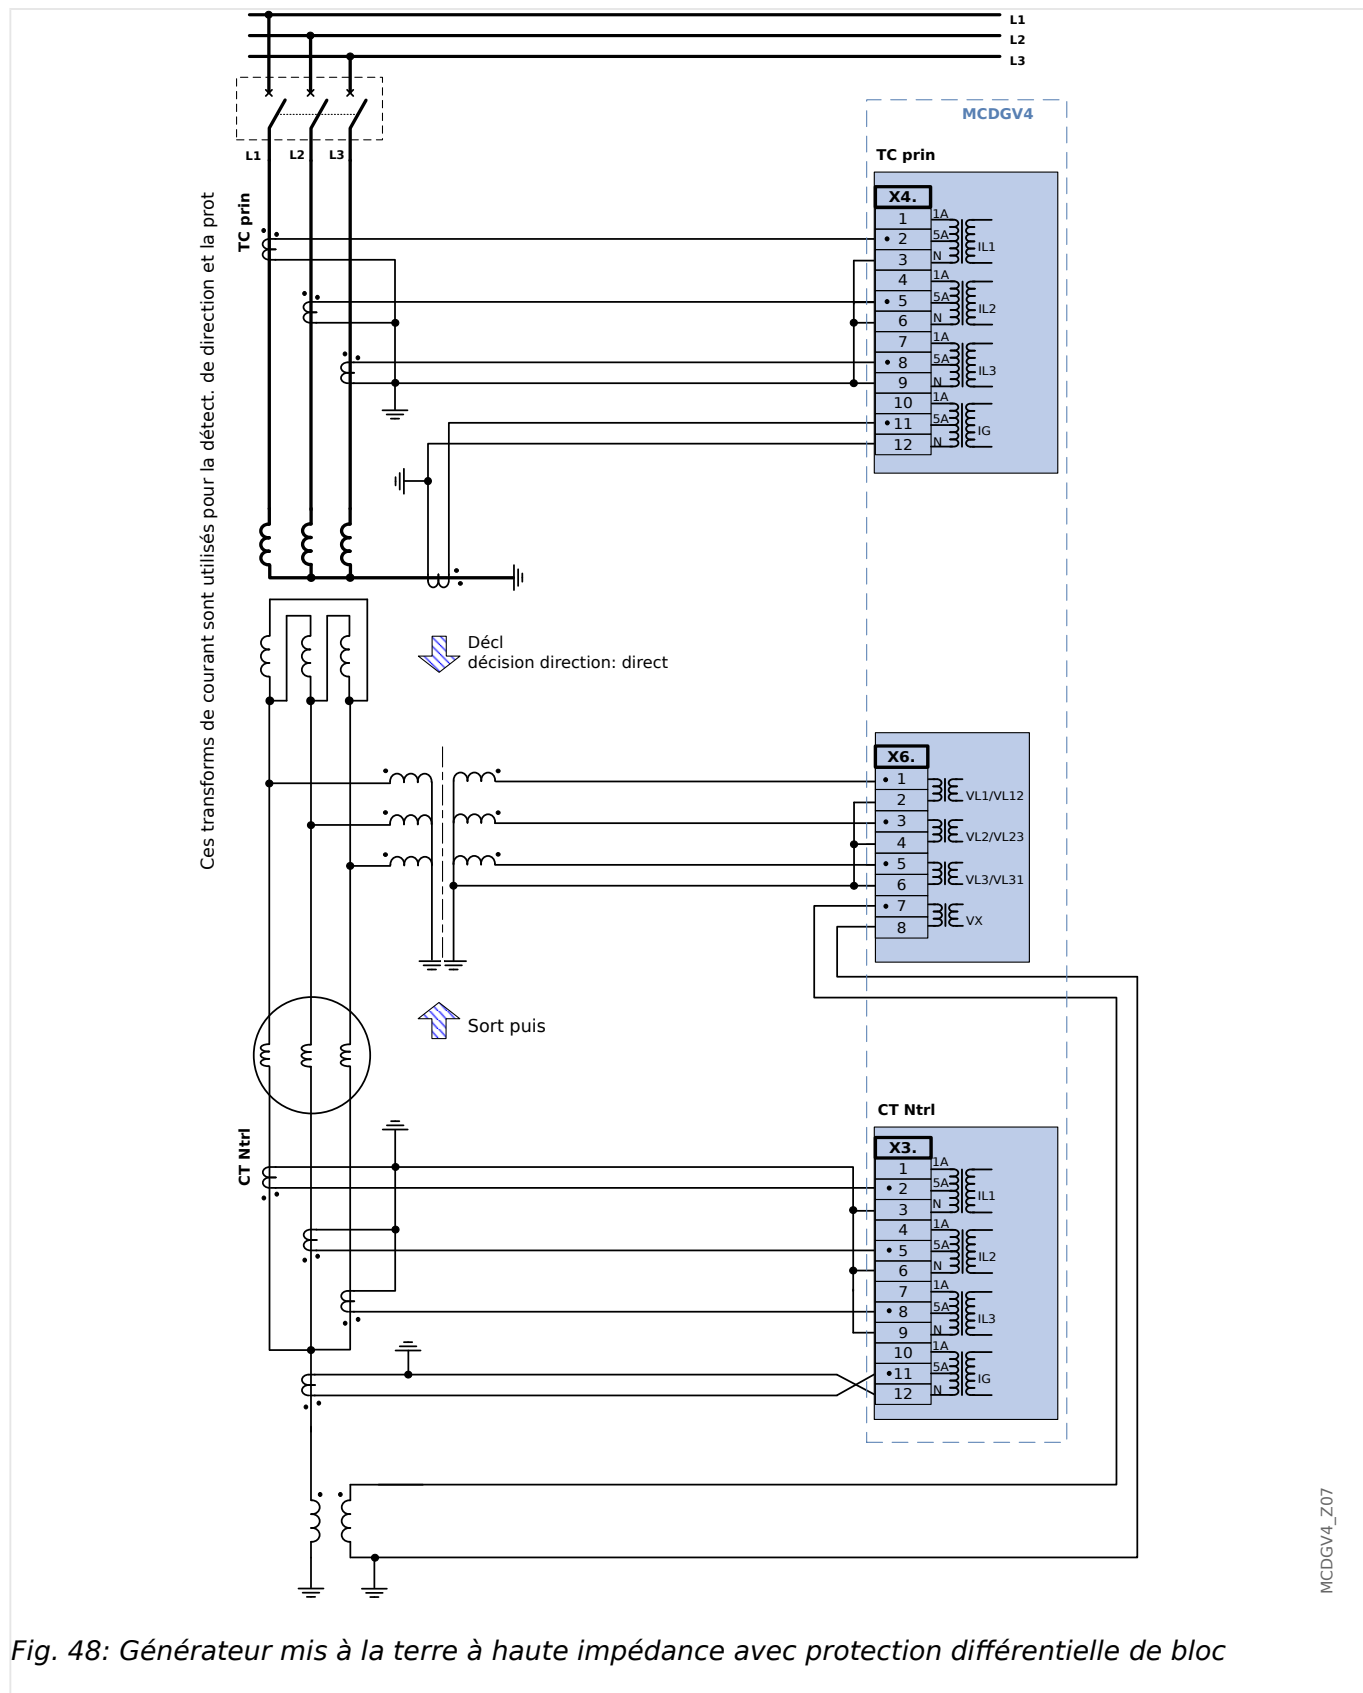 L1
L2
L3
L1
L2
L3
TC prin
Ces transforms de courant sont utilisés pour la détect. de direction et la prot
MCDGV4
TC prin
X4.
1
1A
2
5A
IL1
3
N
4
1A
5
5A
IL2
6
N
7
1A
8
5A
IL3
9
N
10
1A
11
5A
IG
12
N
Décl
décision direction: direct
X6.
1
2
VL1/VL12
3
4
VL2/VL23
5
6
VL3/VL31
7
8
VX
Sort puis
CT Ntrl
CT Ntrl
X3.
1
1A
2
5A
IL1
3
N
4
1A
5
5A
IL2
6
N
7
1A
8
5A
IL3
9
N
10
1A
11
5A
IG
12
N
MCDGV4_Z07
Fig. 48: Générateur mis à la terre à haute impédance avec protection différentielle de bloc